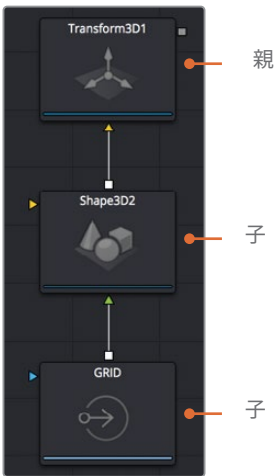 Transform3D1
親
Shape3D2
子
GRID
子